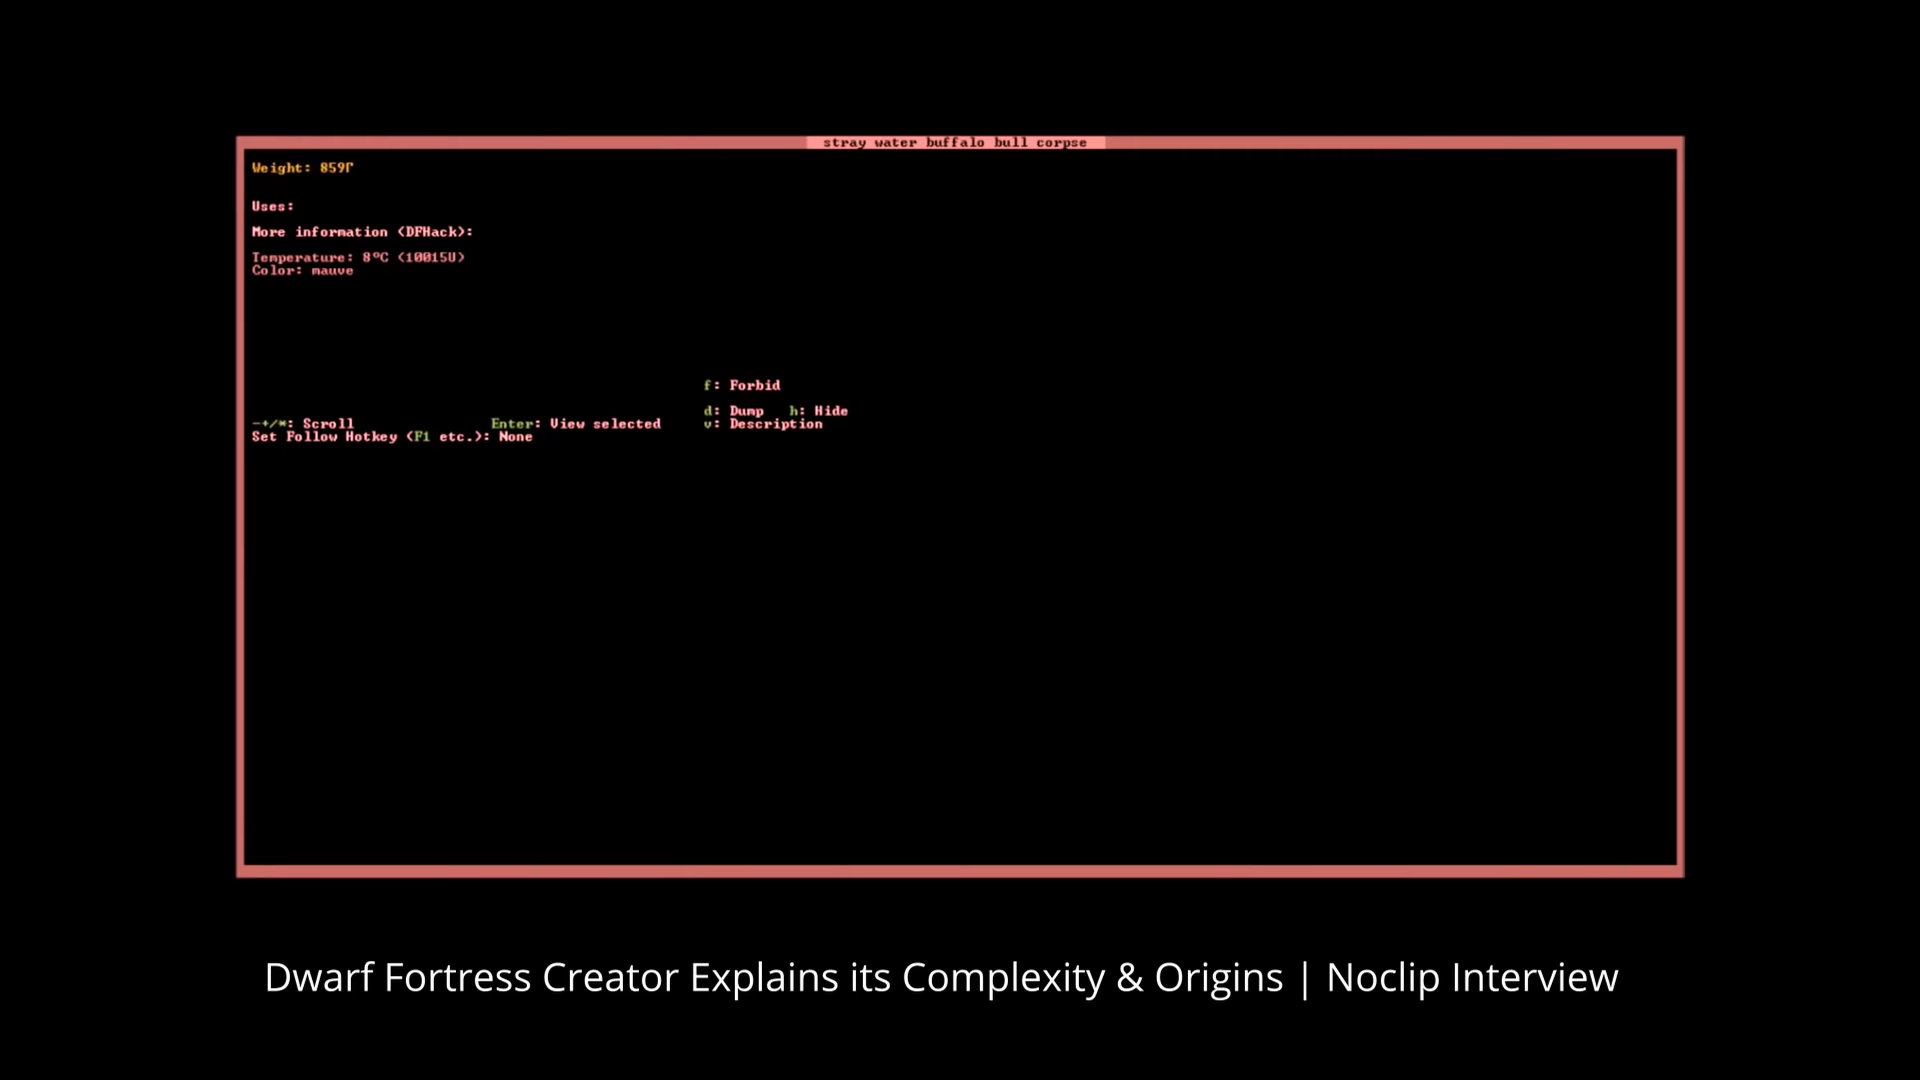 stray water buffalo bull corpse
Weight: 859Γ
Uses:
More information (DFHack):
Temperature: 8°C (10015U)
Color: mauve
f: Forbid
d: Dump h: Hide
-+/*: Scroll Enter: View selected v: Description
Set Follow Hotkey (F1 etc.): None
Dwarf Fortress Creator Explains its Complexity & Origins | Noclip Interview